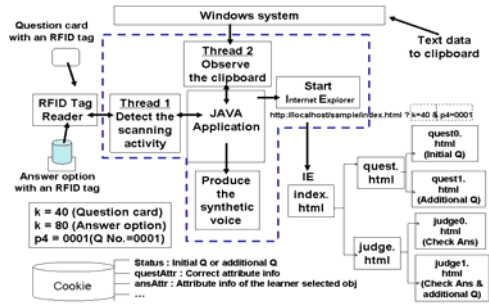 Windows system
Question card
with an RFID tag
Text data
to clipboard
Thread 2
Observe
the clipboard
Start
Internet Explorer
RFID Tag
Reader
Thread 1
Detect the
scanning
activity
JAVA
Application
http://localhost/sample/index.html ? k=40 & p4=0001
Answer option
with an RFID tag
Produce
the
synthetic
voice
IE
index.
html
quest.
html
judge.
html
quest0.
html
(Initial Q)
quest1.
html
(Additional Q)
judge0.
html
(Check Ans)
judge1.
html
(Check Ans &
additional Q)
k = 40 (Question card)
k = 80 (Answer option)
p4 = 0001(Q No.=0001)
Cookie
Status : Initial Q or additional Q
questAttr : Correct attribute info
ansAttr : Attribute info of the learner selected obj
...